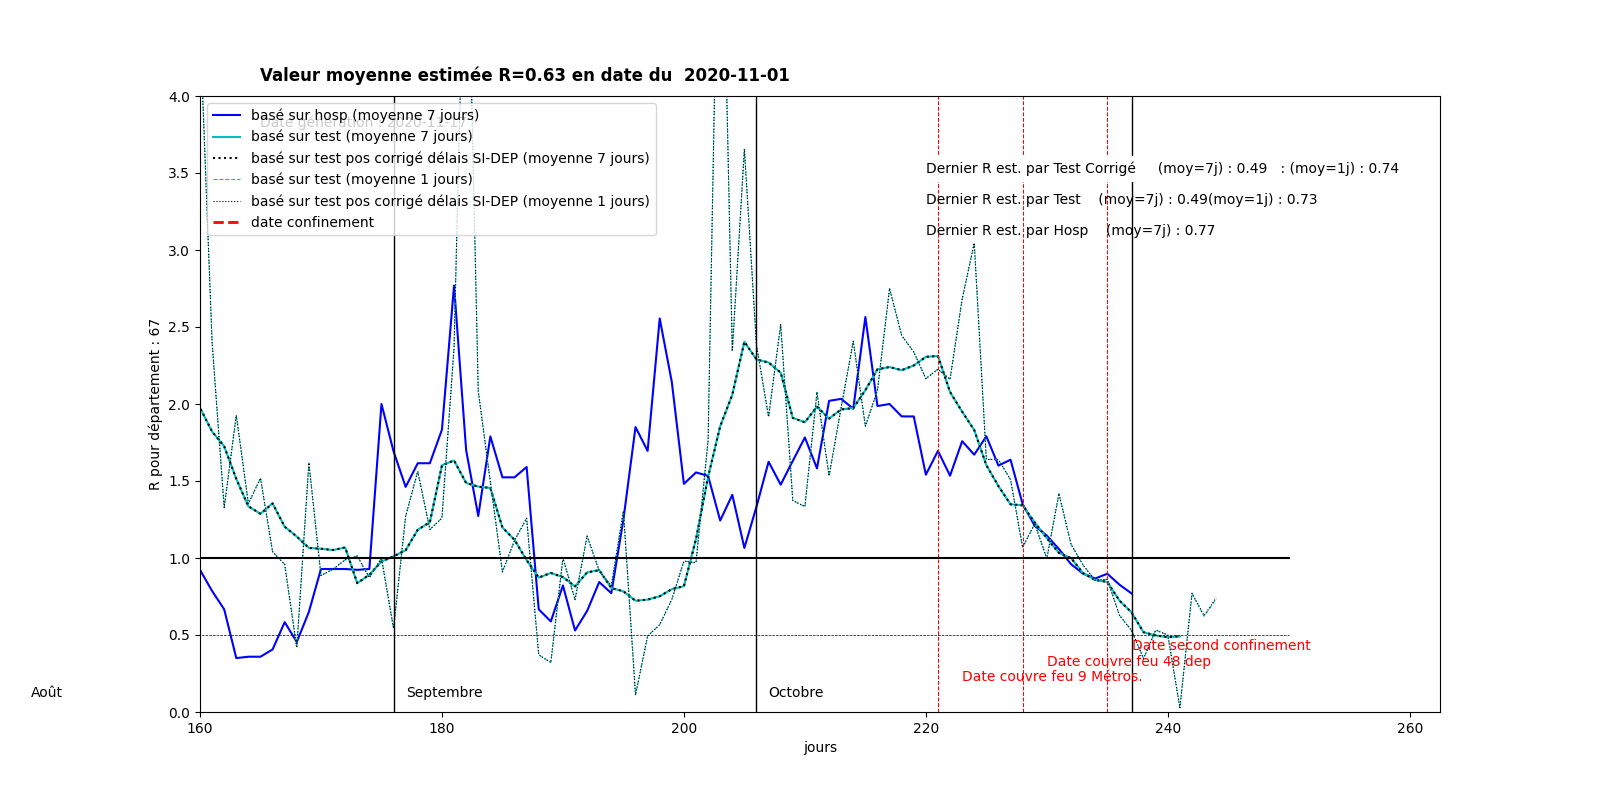 Valeur moyenne estimée R=0.63 en date du  2020-11-01
Date génération : 2020-11-17
basé sur hosp (moyenne 7 jours)
basé sur test (moyenne 7 jours)
basé sur test pos corrigé délais SI-DEP (moyenne 7 jours)
basé sur test (moyenne 1 jours)
basé sur test pos corrigé délais SI-DEP (moyenne 1 jours)
date confinement
Dernier R est. par Test Corrigé     (moy=7j) : 0.49   : (moy=1j) : 0.74
Dernier R est. par Test    (moy=7j) : 0.49(moy=1j) : 0.73
Dernier R est. par Hosp    (moy=7j) : 0.77
4.0
3.5
3.0
2.5
2.0
1.5
1.0
0.5
0.0
R pour département : 67
Date second confinement
Date couvre feu 48 dep
Date couvre feu 9 Métros.
Août
Septembre
Octobre
160
180
200
220
240
260
jours